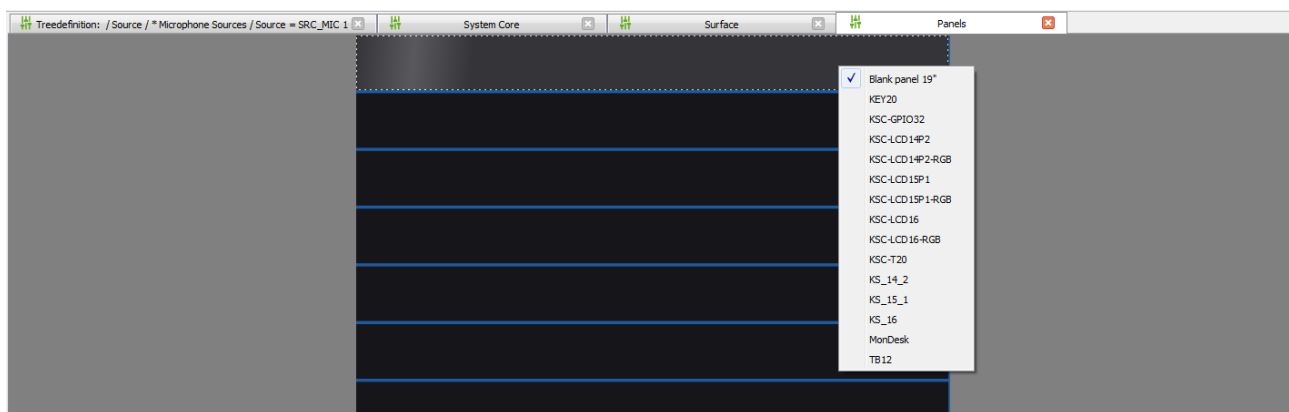 Treedefinition: / Source / * Microphone Sources / Source = SRC_MIC 1
System Core
Surface
Panels
Blank panel 19"
KEY20
KSC-GPIO32
KSC-LCD14P2
KSC-LCD14P2-RGB
KSC-LCD15P1
KSC-LCD15P1-RGB
KSC-LCD16
KSC-LCD16-RGB
KSC-T20
KS_14_2
KS_15_1
KS_16
MonDesk
TB12